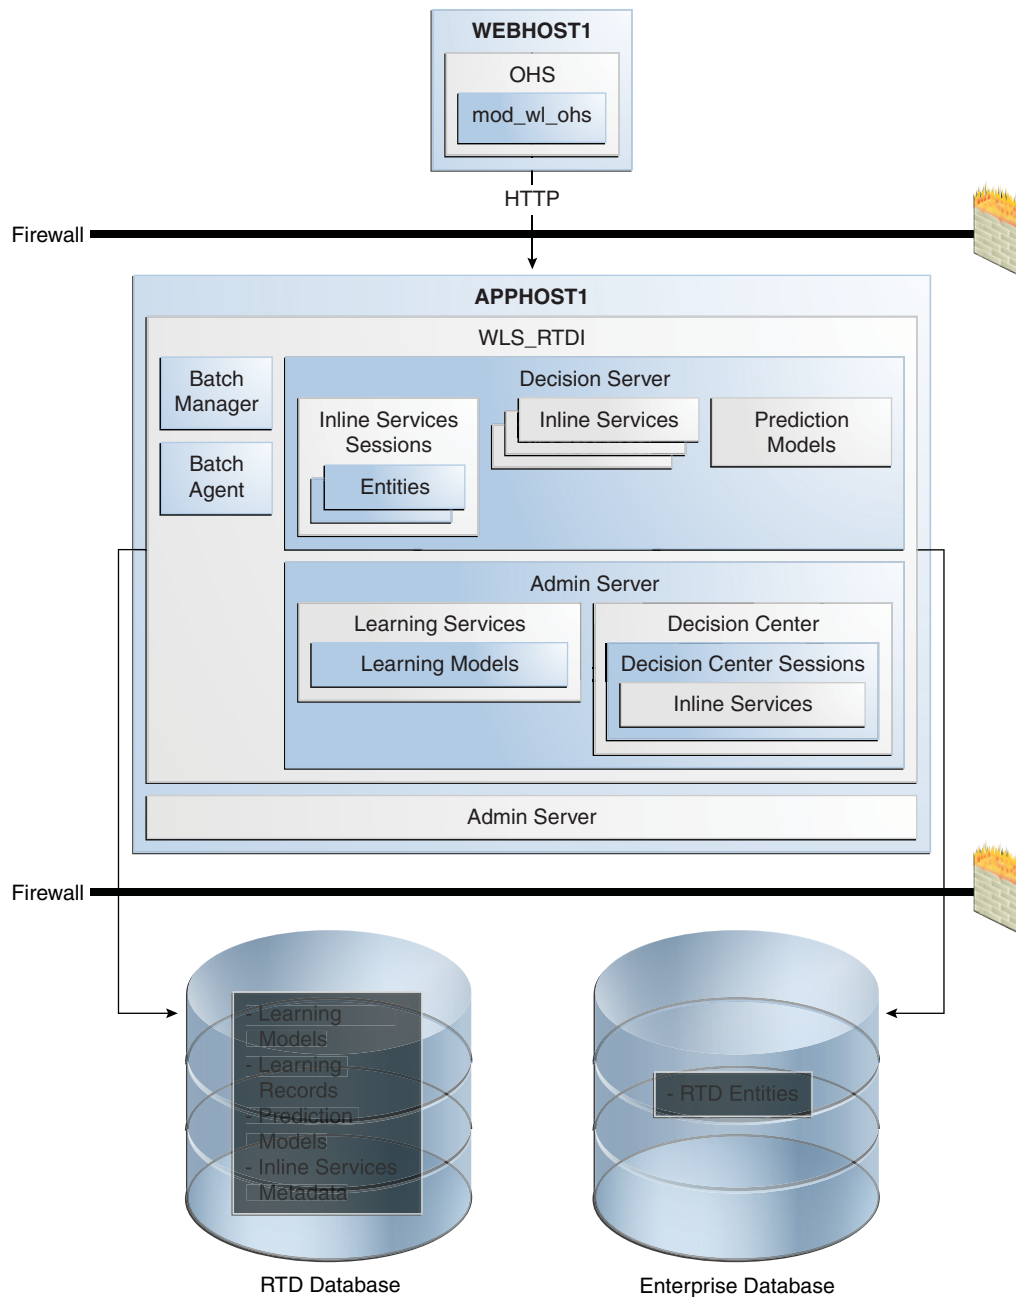 WEBHOST1
OHS
mod_wl_ohs
HTTP
Firewall
APPHOST1
WLS_RTDI
Batch
Manager
Batch
Agent
Decision Server
Inline Services
Sessions
Entities
Inline Services
Prediction
Models
Admin Server
Learning Services
Learning Models
Decision Center
Decision Center Sessions
Inline Services
Admin Server
Firewall
- Learning
Models
- Learning
Records
- Prediction
Models
- Inline Services
Metadata
- RTD Entities
RTD Database
Enterprise Database